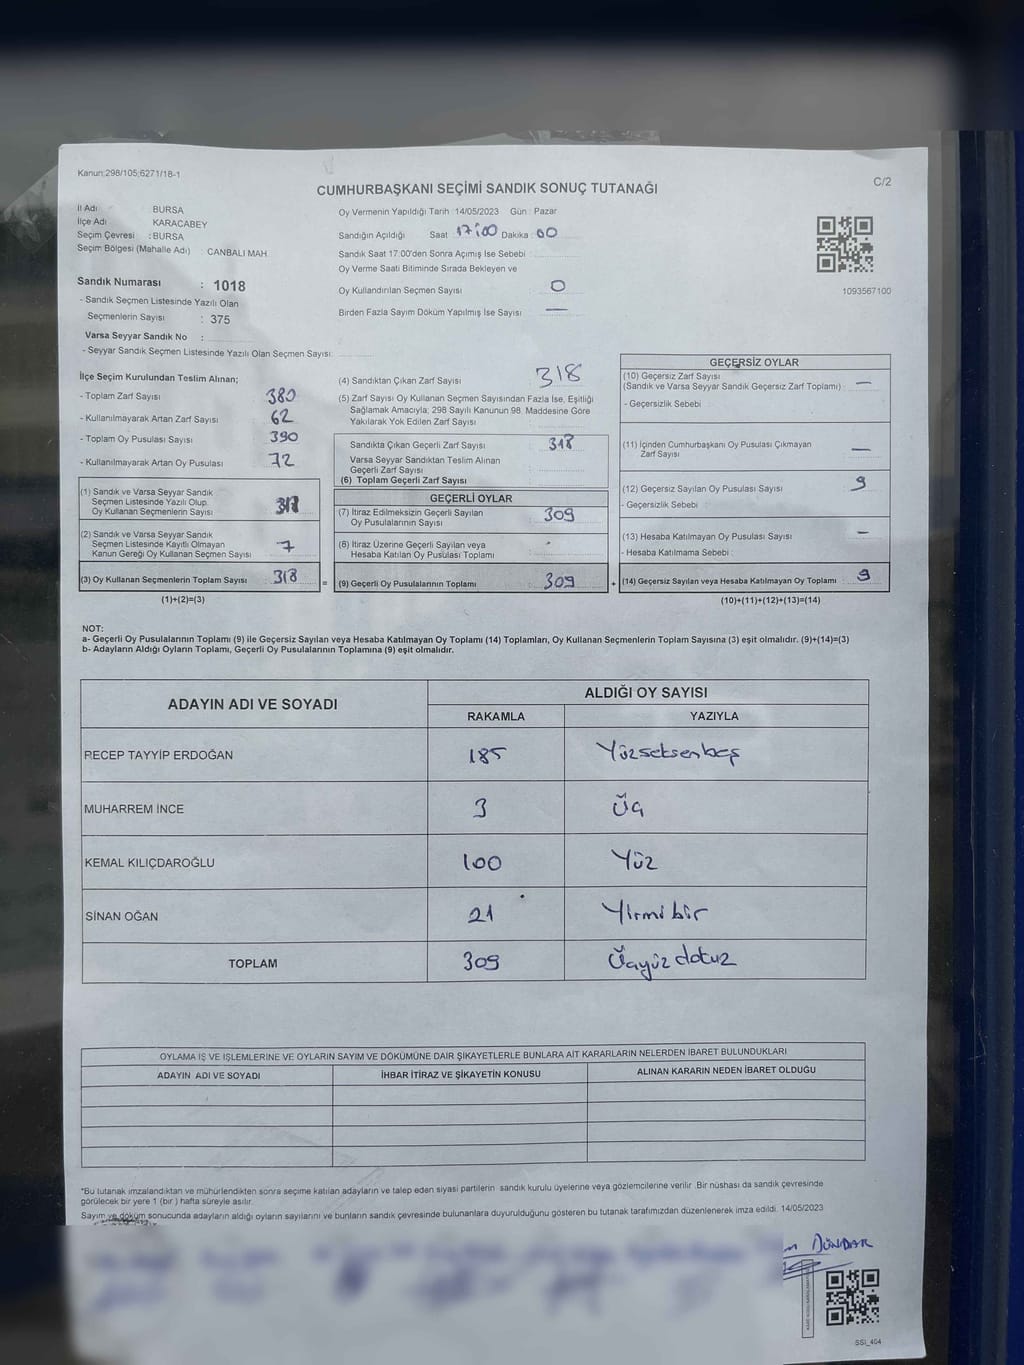 Kanun:298/105;6271/18-1
C/2
CUMHURBAŞKANI SEÇİMİ SANDIK SONUÇ TUTANAĞI
İl Adı BURSA
İlçe Adı KARACABEY
Seçim Çevresi : BURSA
Seçim Bölgesi (Mahalle Adı) CANBALI MAH.
Sandık Numarası : 1018
- Sandık Seçmen Listesinde Yazılı Olan
Seçmenlerin Sayısı : 375
Varsa Seyyar Sandık No :
- Seyyar Sandık Seçmen Listesinde Yazılı Olan Seçmen Sayısı:
Oy Vermenin Yapıldığı Tarih :14/05/2023 Gün : Pazar
Sandığın Açıldığı Saat 17:00 Dakika : 00
Sandık Saat 17.00'den Sonra Açımış İse Sebebi :
Oy Verme Saati Bitiminde Sırada Bekleyen ve
Oy Kullandırılan Seçmen Sayısı 0
Birden Fazla Sayım Döküm Yapılmış İse Sayısı —
1093567100
İlçe Seçim Kurulundan Teslim Alınan;
- Toplam Zarf Sayısı 380
- Kullanılmayarak Artan Zarf Sayısı 62
- Toplam Oy Pusulası Sayısı 390
- Kullanılmayarak Artan Oy Pusulası 72
(1) Sandık ve Varsa Seyyar Sandık
Seçmen Listesinde Yazılı Olup,
Oy Kullanan Seçmenlerin Sayısı
(2) Sandık ve Varsa Seyyar Sandık
Seçmen Listesinde Kayıtlı Olmayan
Kanun Gereği Oy Kullanan Seçmen Sayısı 7
(3) Oy Kullanan Seçmenlerin Toplam Sayısı 318 =
(1)+(2)=(3)
(4) Sandıktan Çıkan Zarf Sayısı 318
(5) Zarf Sayısı Oy Kullanan Seçmen Sayısından Fazla İse, Eşitliği
Sağlamak Amacıyla; 298 Sayılı Kanunun 98. Maddesine Göre
Yakılarak Yok Edilen Zarf Sayısı
Sandıkta Çıkan Geçerli Zarf Sayısı 318
Varsa Seyyar Sandıktan Teslim Alınan
Geçerli Zarf Sayısı
(6) Toplam Geçerli Zarf Sayısı
GEÇERLİ OYLAR
(7) İtiraz Edilmeksizin Geçerli Sayılan
Oy Pusulalarının Sayısı 309
(8) İtiraz Üzerine Geçerli Sayılan veya
Hesaba Katılan Oy Pusulası Toplamı
(9) Geçerli Oy Pusulalarının Toplamı 309 +
GEÇERSİZ OYLAR
(10) Geçersiz Zarf Sayısı
(Sandık ve Varsa Seyyar Sandık Geçersiz Zarf Toplamı) —
- Geçersizlik Sebebi :
(11) İçinden Cumhurbaşkanı Oy Pusulası Çıkmayan
Zarf Sayısı —
(12) Geçersiz Sayılan Oy Pusulası Sayısı 9
- Geçersizlik Sebebi :
(13) Hesaba Katılmayan Oy Pusulası Sayısı —
- Hesaba Katılmama Sebebi :
(14) Geçersiz Sayılan veya Hesaba Katılmayan Oy Toplamı 9
(10)+(11)+(12)+(13)=(14)
NOT:
a- Geçerli Oy Pusulalarının Toplamı (9) ile Geçersiz Sayılan veya Hesaba Katılmayan Oy Toplamı (14) Toplamları, Oy Kullanan Seçmenlerin Toplam Sayısına (3) eşit olmalıdır. (9)+(14)=(3)
b- Adayların Aldığı Oyların Toplamı, Geçerli Oy Pusulalarının Toplamına (9) eşit olmalıdır.
ADAYIN ADI VE SOYADI
ALDIĞI OY SAYISI
RAKAMLA YAZIYLA
RECEP TAYYİP ERDOĞAN 185 Yüzseksenbeş
MUHARREM İNCE 3 Üç
KEMAL KILIÇDAROĞLU 100 Yüz
SİNAN OĞAN 21 Yirmi bir
TOPLAM 309 Üçyüz dokuz
OYLAMA İŞ VE İŞLEMLERİNE VE OYLARIN SAYIM VE DÖKÜMÜNE DAİR ŞİKAYETLERLE BUNLARA AİT KARARLARIN NELERDEN İBARET BULUNDUKLARI
ADAYIN ADI VE SOYADI İHBAR İTİRAZ VE ŞİKAYETİN KONUSU ALINAN KARARIN NEDEN İBARET OLDUĞU
*Bu tutanak imzalandıktan ve mühürlendikten sonra seçime katılan adayların ve talep eden siyasi partilerin sandık kurulu üyelerine veya gözlemcilerine verilir. Bir nüshası da sandık çevresinde
görülecek bir yere 1 (bir ) hafta süreyle asılır.
Sayım ve döküm sonucunda adayların aldığı oyların sayılarını ve bunların sandık çevresinde bulunanlara duyurulduğunu gösteren bu tutanak tarafımızdan düzenlenerek imza edildi. 14/05/2023
DÜNDAR
SSI_404